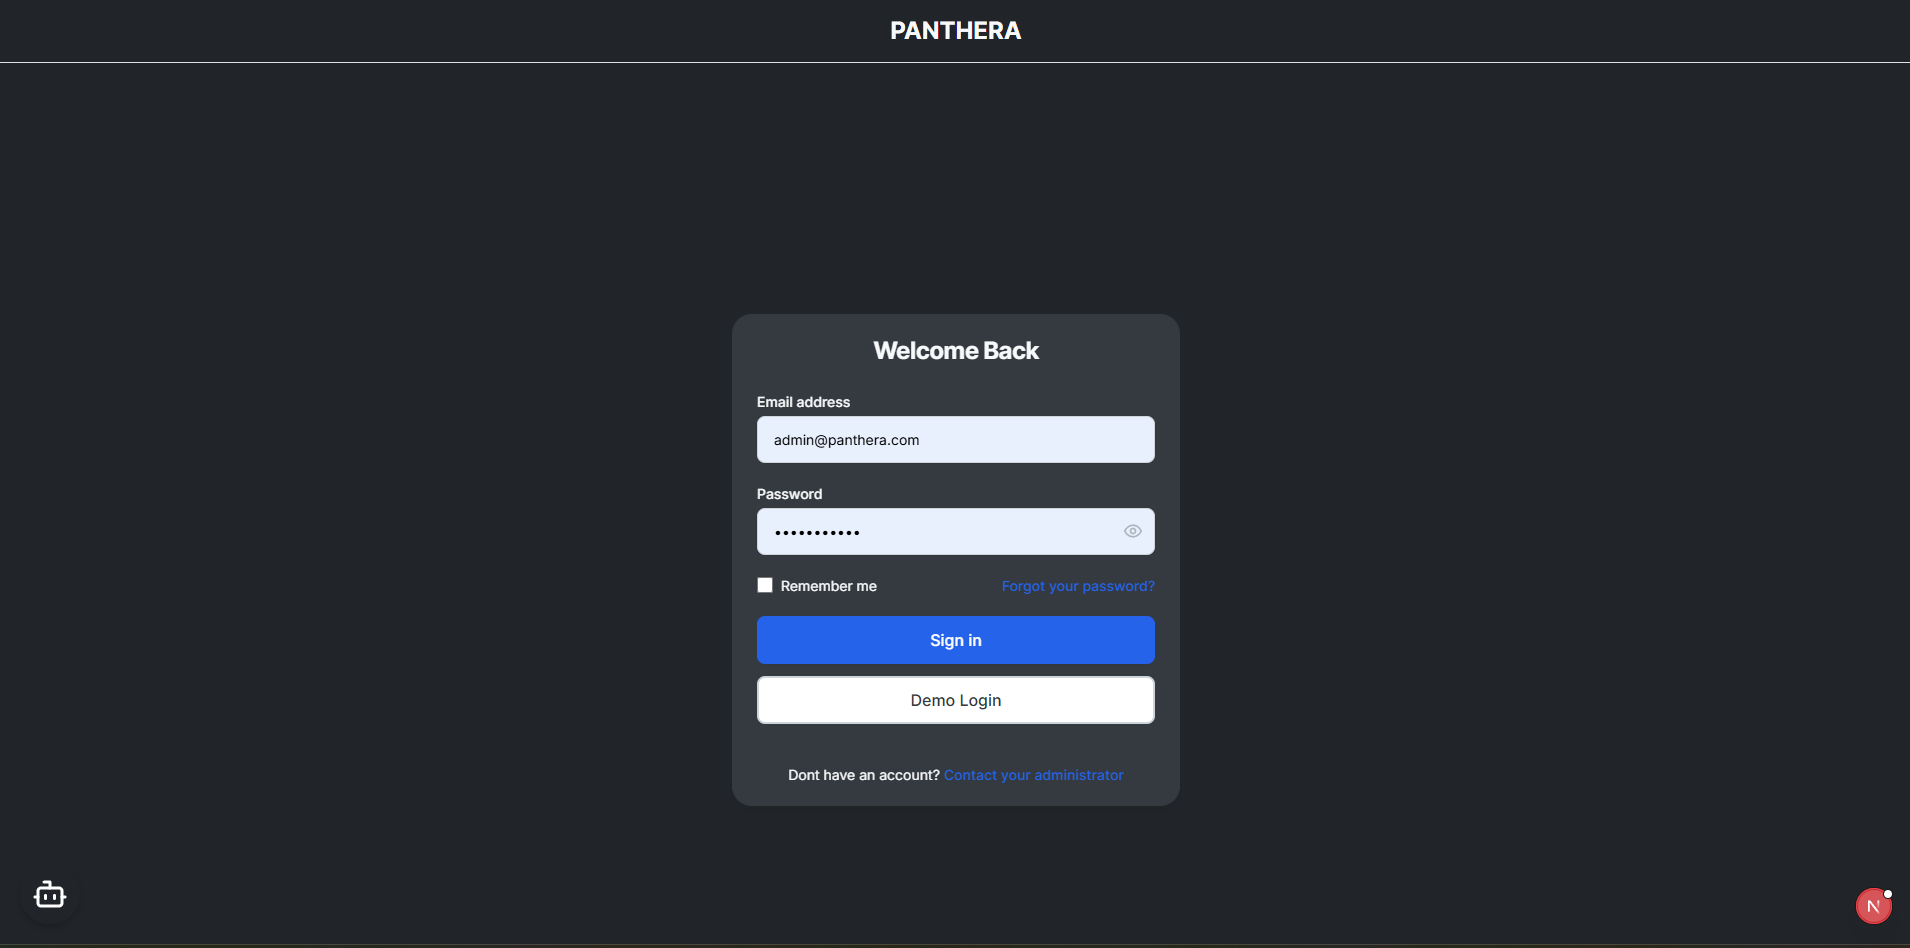 PANTHERA
Welcome Back
Email address
admin@panthera.com
Password
•••••••••••
Remember me
Forgot your password?
Sign in
Demo Login
Dont have an account? Contact your administrator
N